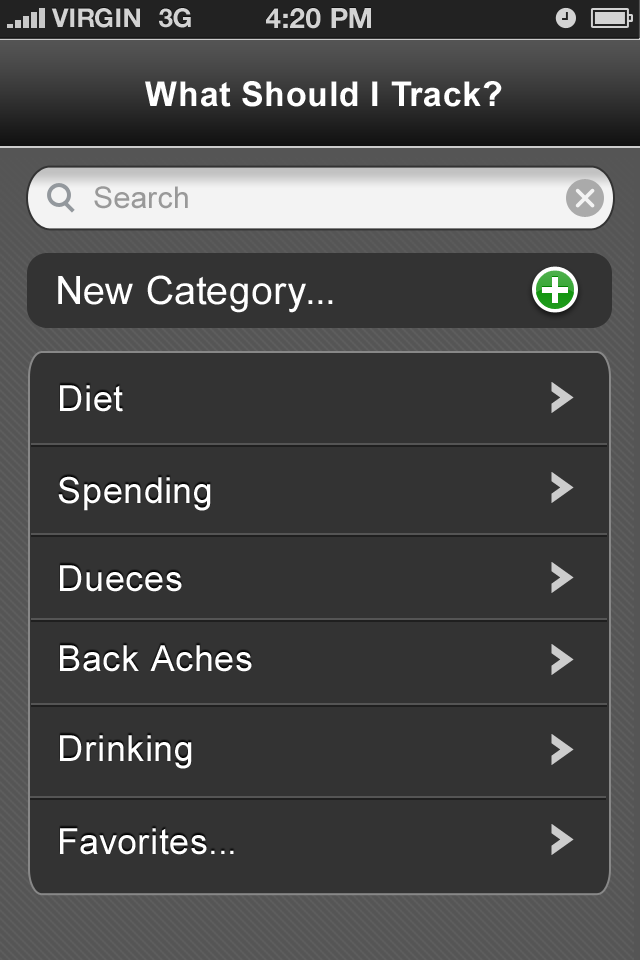 VIRGIN 3G 4:20 PM
What Should I Track?
Search
New Category...
Diet
Spending
Dueces
Back Aches
Drinking
Favorites...